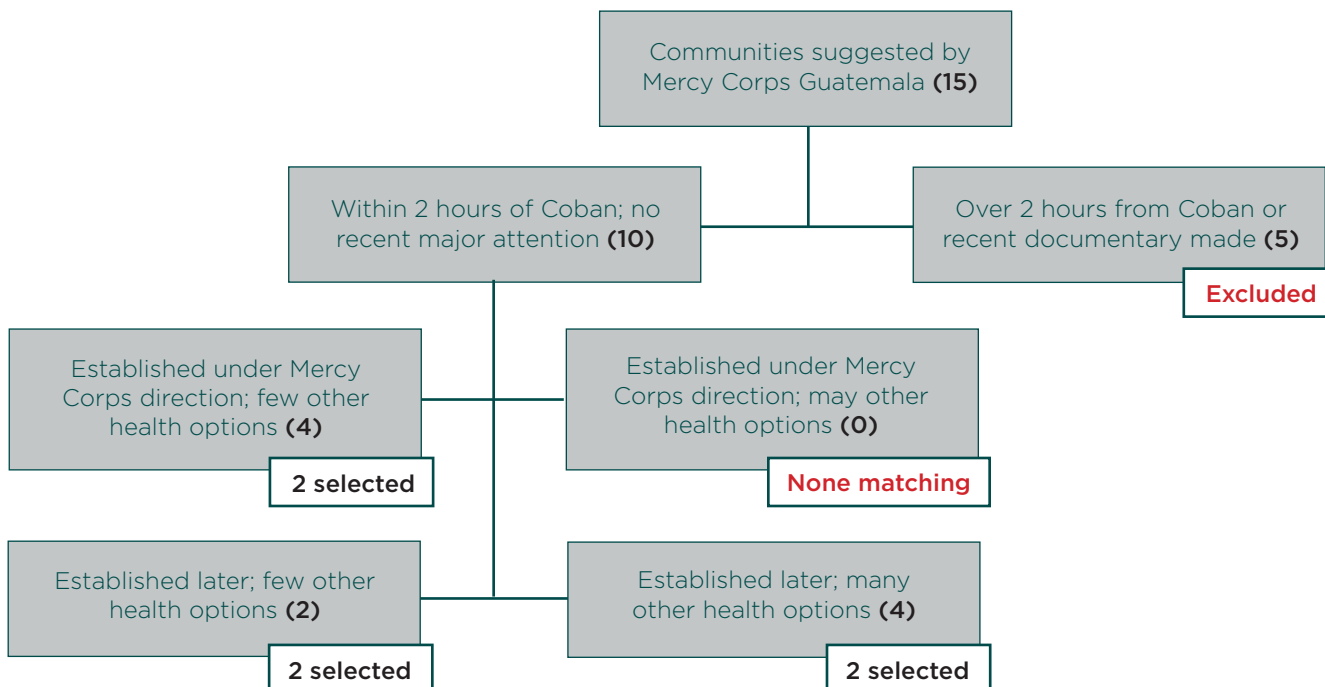 Communities suggested by
Mercy Corps Guatemala (15)
Within 2 hours of Coban; no
recent major attention (10)
Over 2 hours from Coban or
recent documentary made (5)
Excluded
Established under Mercy
Corps direction; few other
health options (4)
2 selected
Established under Mercy
Corps direction; may other
health options (0)
None matching
Established later; few other
health options (2)
2 selected
Established later; many
other health options (4)
2 selected